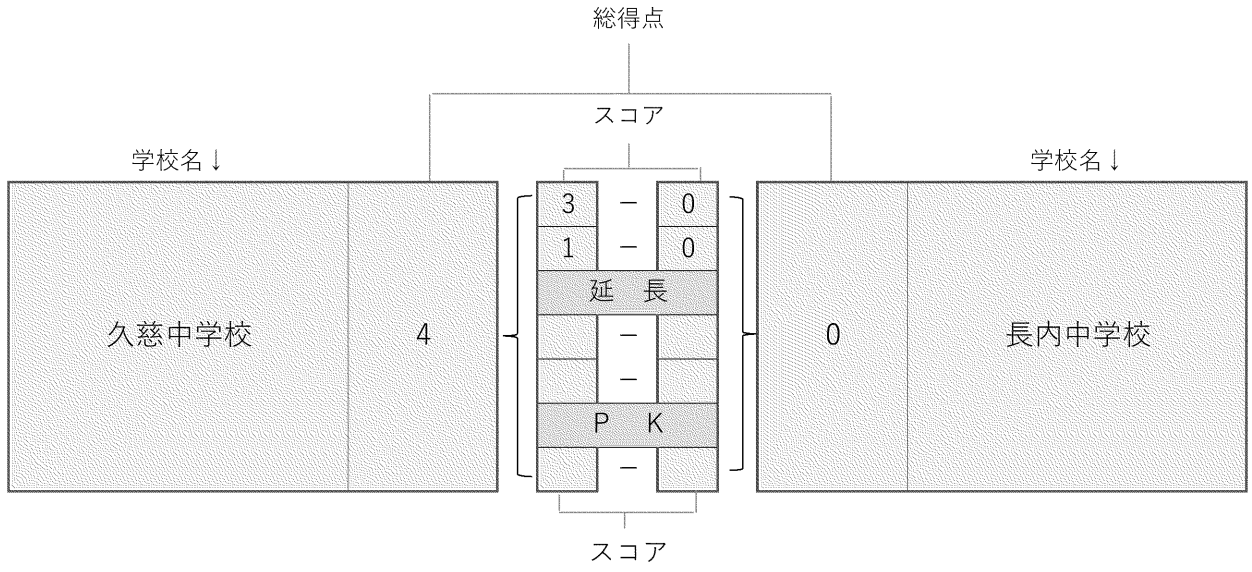 総得点
スコア
学校名↓
学校名↓
3 − 0
1 − 0
延 長
久慈中学校 4 − 0 長内中学校
−
P K
−
スコア